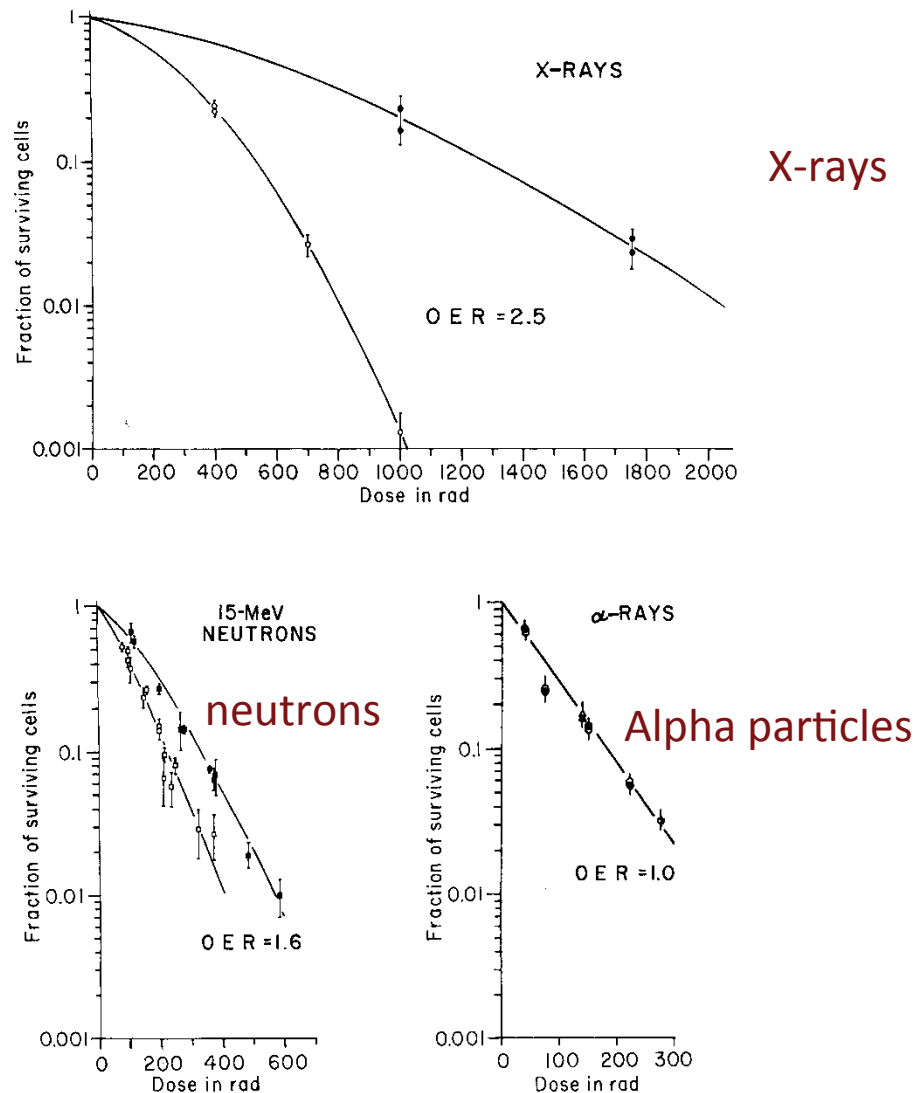 1
0.1
0.01
0.001
Fraction of surviving cells
X-RAYS
X-rays
OER =2.5
0 200 400 600 800 1000 1200 1400 1600 1800 2000
Dose in rad
1
0.1
0.01
0.001
Fraction of surviving cells
15-MeV
NEUTRONS
neutrons
OER =1.6
0 200 400 600
Dose in rad
1
0.1
0.01
0.001
Fraction of surviving cells
α-RAYS
Alpha particles
OER =1.0
0 100 200 300
Dose in rad